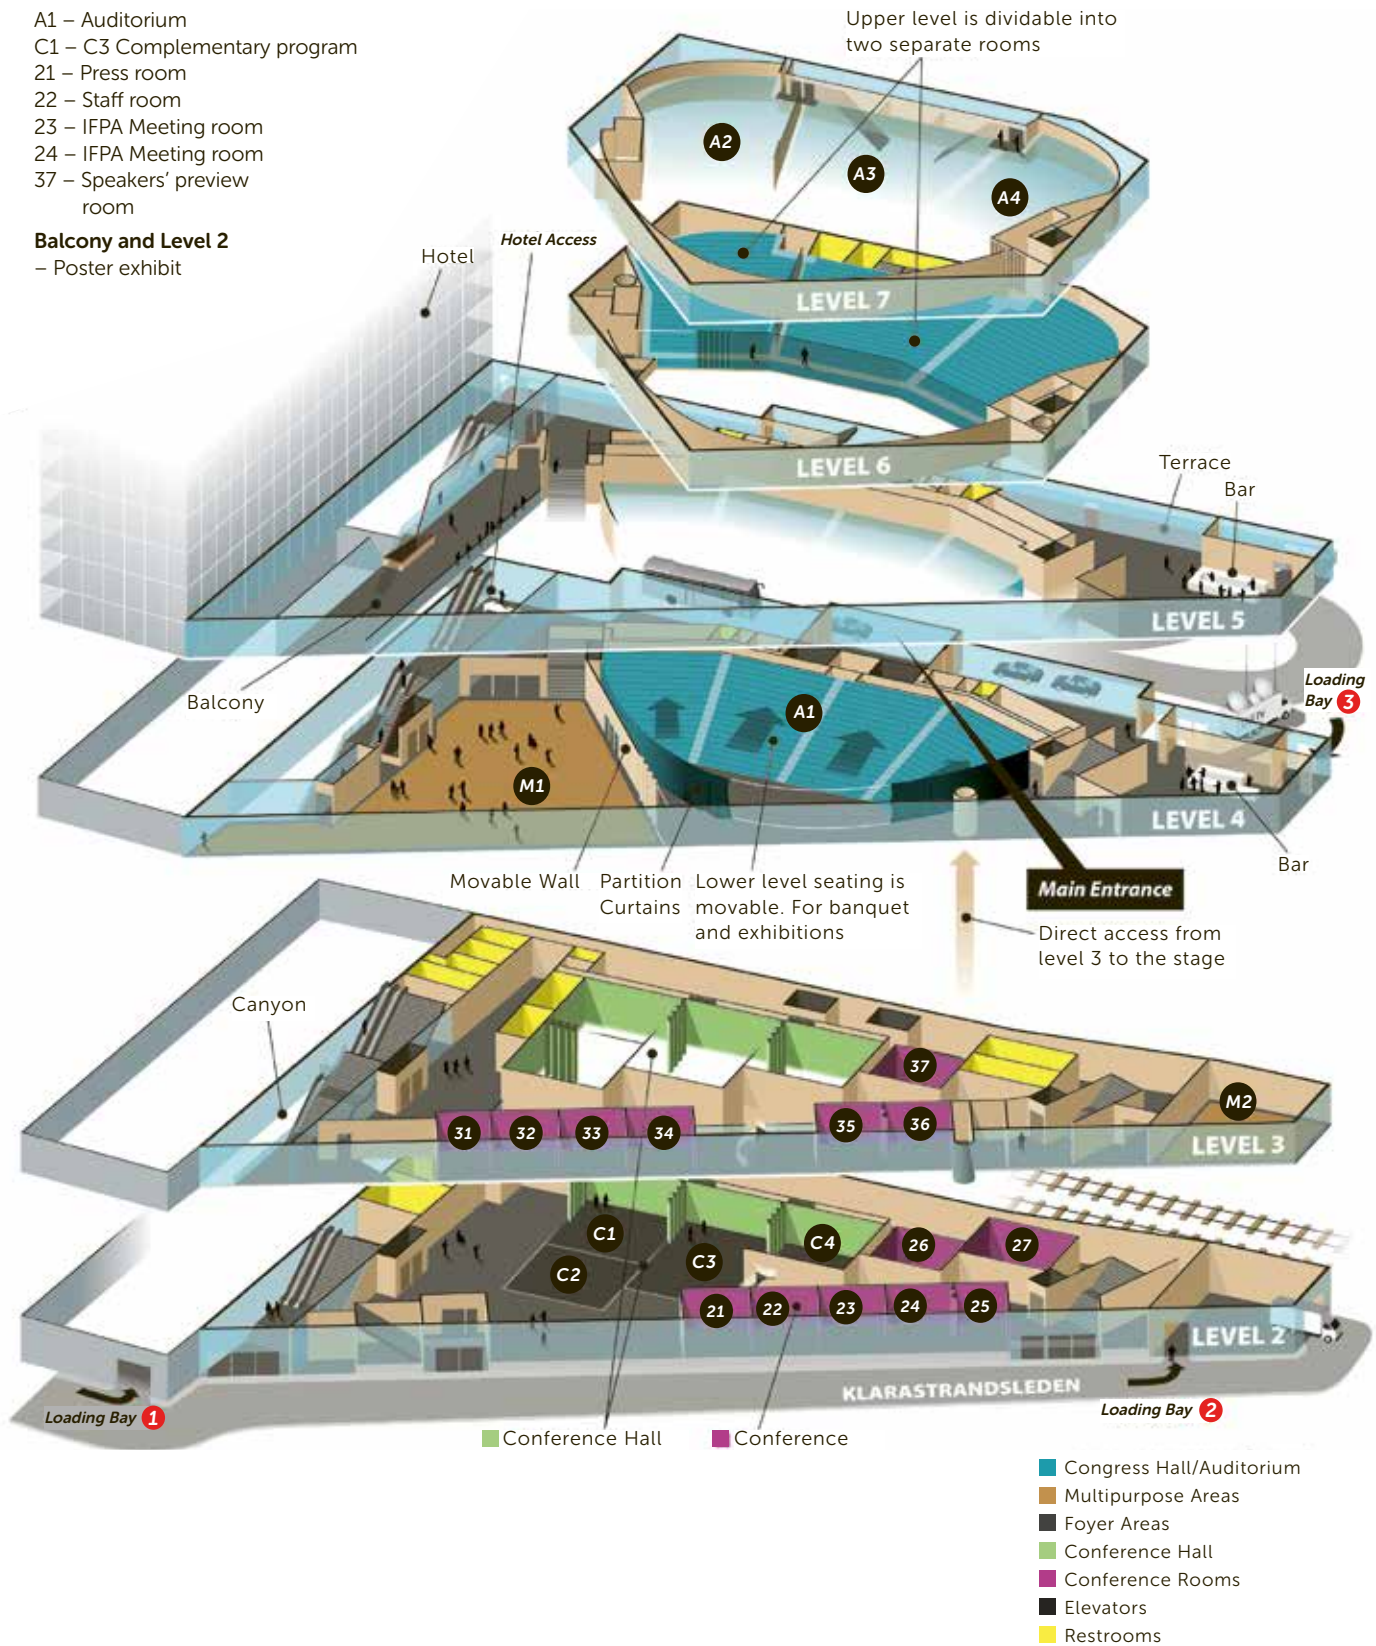 A1 – Auditorium
C1 – C3 Complementary program
21 – Press room
22 – Staff room
23 – IFPA Meeting room
24 – IFPA Meeting room
37 – Speakers’ preview
room
Balcony and Level 2
– Poster exhibit
Upper level is dividable into
two separate rooms
A2
A3
A4
Hotel Access
Hotel
LEVEL 7
LEVEL 6
Terrace
Bar
LEVEL 5
Balcony
Loading
Bay 3
A1
M1
LEVEL 4
Bar
Movable Wall
Partition
Curtains
Lower level seating is
movable. For banquet
and exhibitions
Main Entrance
Direct access from
level 3 to the stage
Canyon
37
M2
31
32
33
34
35
36
LEVEL 3
C1
C2
C3
C4
26
27
21
22
23
24
25
LEVEL 2
KLARASTRANDSLEDEN
Loading Bay 1
Loading Bay 2
Conference Hall
Conference
Congress Hall/Auditorium
Multipurpose Areas
Foyer Areas
Conference Hall
Conference Rooms
Elevators
Restrooms